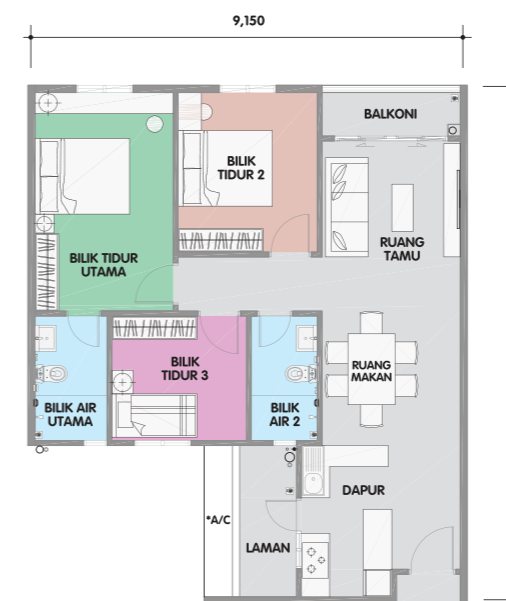 9,150
BALKONI
BILIK
TIDUR 2
RUANG
TAMU
BILIK TIDUR
UTAMA
BILIK
TIDUR 3
RUANG
MAKAN
BILIK AIR
UTAMA
BILIK
AIR 2
DAPUR
*A/C
LAMAN